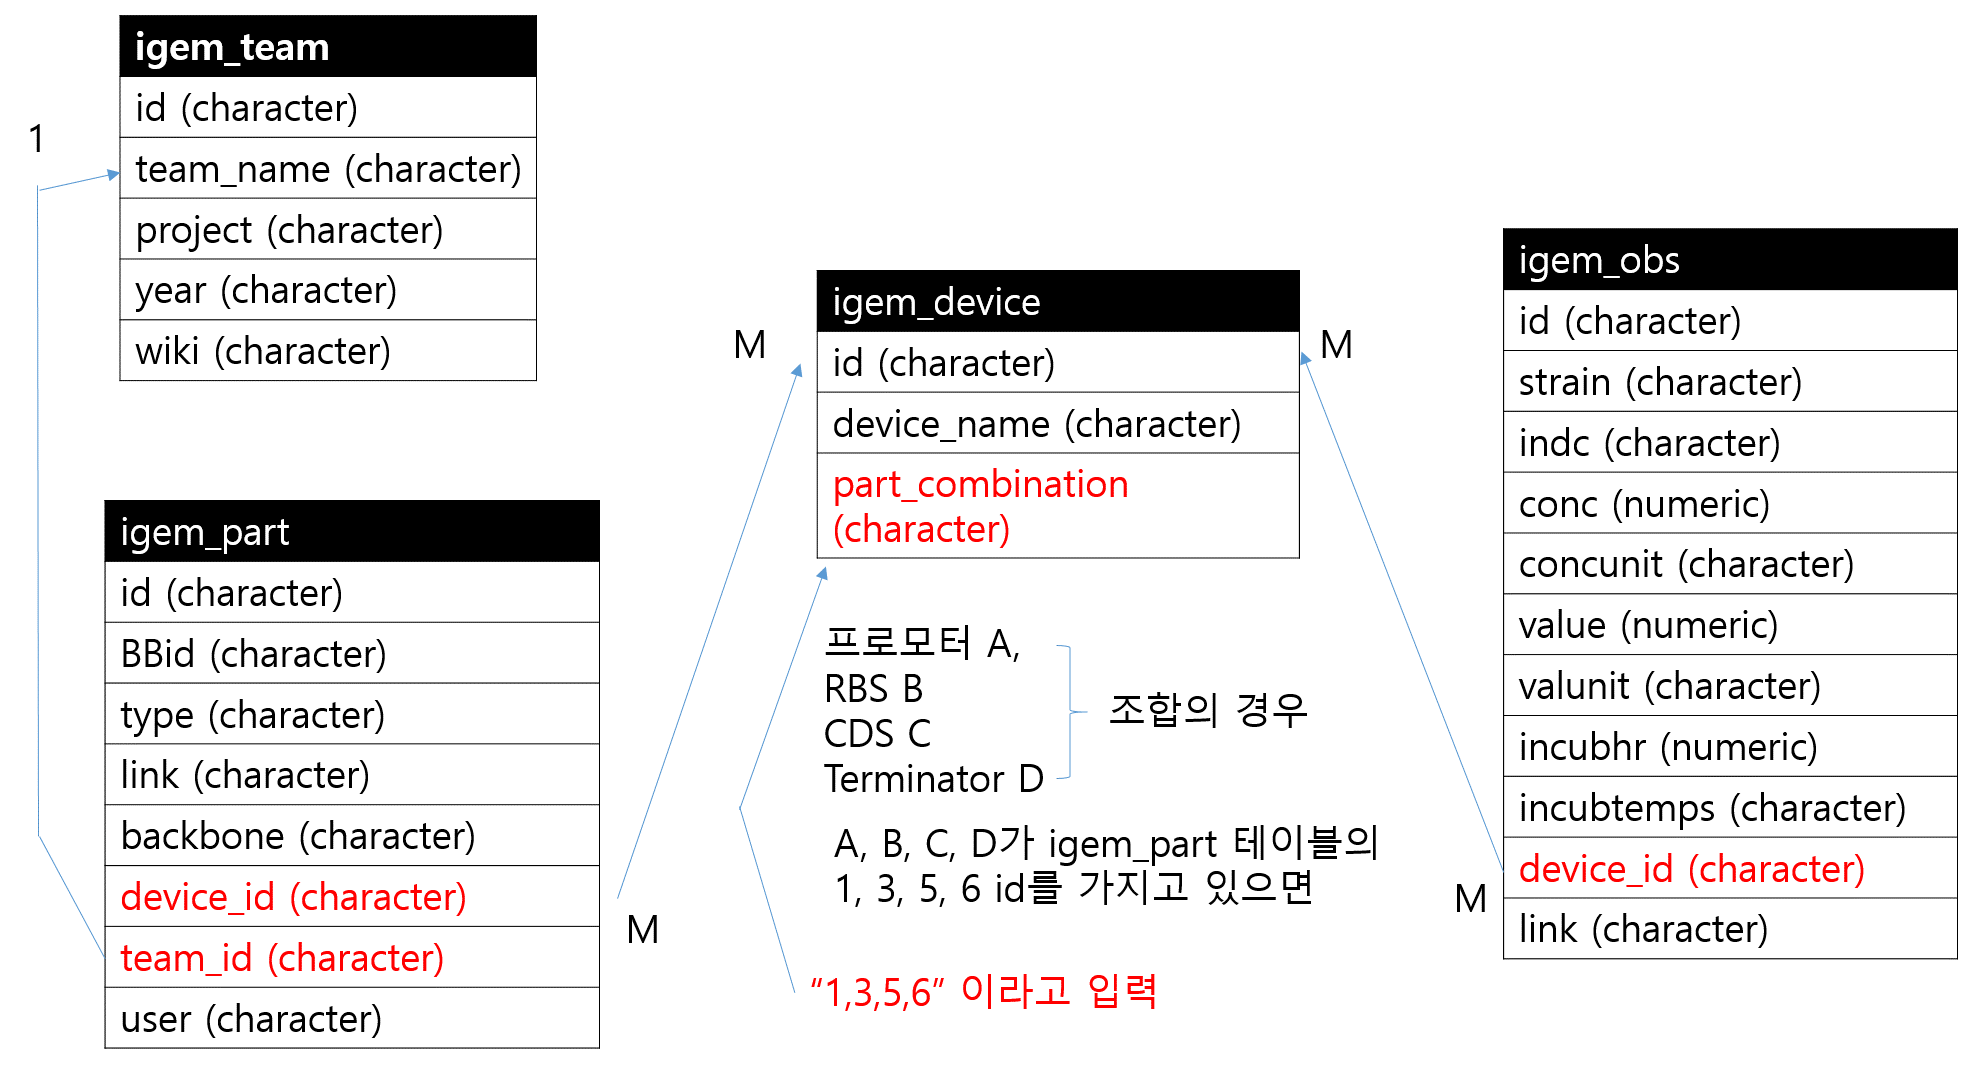 igem_team
id (character)
team_name (character)
project (character)
year (character)
wiki (character)
1
igem_part
id (character)
BBid (character)
type (character)
link (character)
backbone (character)
device_id (character)
team_id (character)
user (character)
M
M
igem_device
id (character)
device_name (character)
part_combination
(character)
M
프로모터 A,
RBS B
CDS C
Terminator D
조합의 경우
A, B, C, D가 igem_part 테이블의
1, 3, 5, 6 id를 가지고 있으면
“1,3,5,6” 이라고 입력
M
igem_obs
id (character)
strain (character)
indc (character)
conc (numeric)
concunit (character)
value (numeric)
valunit (character)
incubhr (numeric)
incubtemps (character)
device_id (character)
link (character)